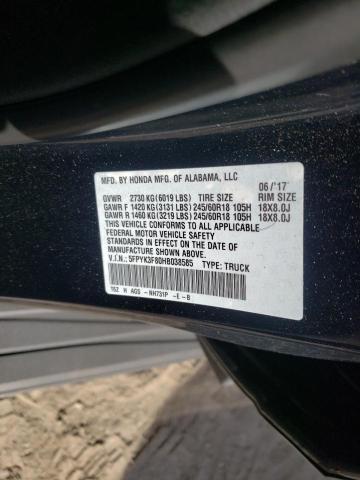 MFD. BY HONDA MFG. OF ALABAMA, LLC 06/'17
GVWR 2730 KG(6019 LBS) TIRE SIZE RIM SIZE
GAWR F 1420 KG(3131 LBS) 245/60R18 105H 18X8.0J
GAWR R 1460 KG(3219 LBS) 245/60R18 105H 18X8.0J
THIS VEHICLE CONFORMS TO ALL APPLICABLE
FEDERAL MOTOR VEHICLE SAFETY
STANDARDS IN EFFECT ON THE DATE OF
MANUFACTURE SHOWN ABOVE.
V.I.N.: 5FPYK3F80HB038585 TYPE: TRUCK
16Z H AGS -NH731P -E -B